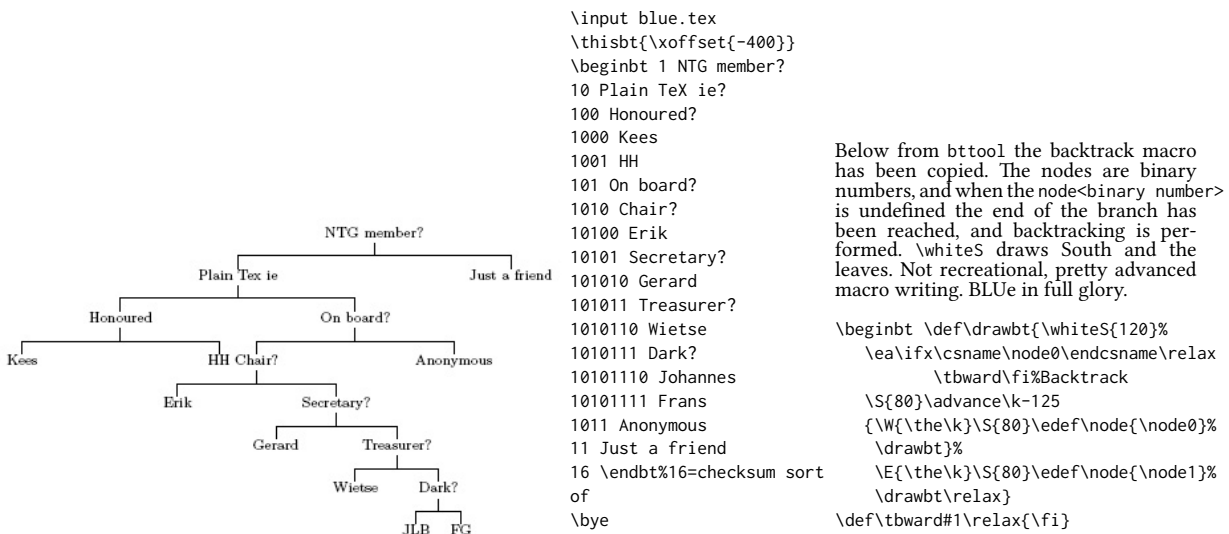 NTG member?
Plain Tex ie
Just a friend
Honoured
On board?
Kees
HH Chair?
Anonymous
Erik
Secretary?
Gerard
Treasurer?
Wietse
Dark?
JLB
FG
\input blue.tex
\thisbt{\xoffset{-400}}
\beginbt 1 NTG member?
10 Plain TeX ie?
100 Honoured?
1000 Kees
1001 HH
101 On board?
1010 Chair?
10100 Erik
10101 Secretary?
101010 Gerard
101011 Treasurer?
1010110 Wietse
1010111 Dark?
10101110 Johannes
10101111 Frans
1011 Anonymous
11 Just a friend
16 \endbt%16=checksum sort
of
\bye
Below from bttool the backtrack macro
has been copied. The nodes are binary
numbers, and when the node<binary number>
is undefined the end of the branch has
been reached, and backtracking is per-
formed. \whiteS draws South and the
leaves. Not recreational, pretty advanced
macro writing. BLUe in full glory.
\beginbt \def\drawbt{\whiteS{120}%
\ea\ifx\csname\node0\endcsname\relax
\tbward\fi%Backtrack
\S{80}\advance\k-125
{\W{\the\k}\S{80}\edef\node{\node0}%
\drawbt}%
\E{\the\k}\S{80}\edef\node{\node1}%
\drawbt\relax}
\def\tbward#1\relax{\fi}